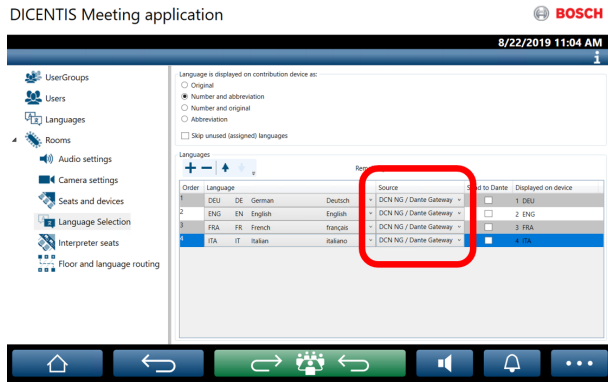 DICENTIS Meeting application
BOSCH
8/22/2019 11:04 AM
i
UserGroups
Users
Languages
Rooms
Audio settings
Camera settings
Seats and devices
Language Selection
Interpreter seats
Floor and language routing
Language is displayed on contribution device as:
Original
Number and abbreviation
Number and original
Abbreviation
Skip unused (assigned) languages
Languages
Order Language Source to Dante Displayed on device
1 DEU DE German Deutsch DCN NG / Dante Gateway 1 DEU
2 ENG EN English English DCN NG / Dante Gateway 2 ENG
3 FRA FR French français DCN NG / Dante Gateway 3 FRA
4 ITA IT Italian italiano DCN NG / Dante Gateway 4 ITA